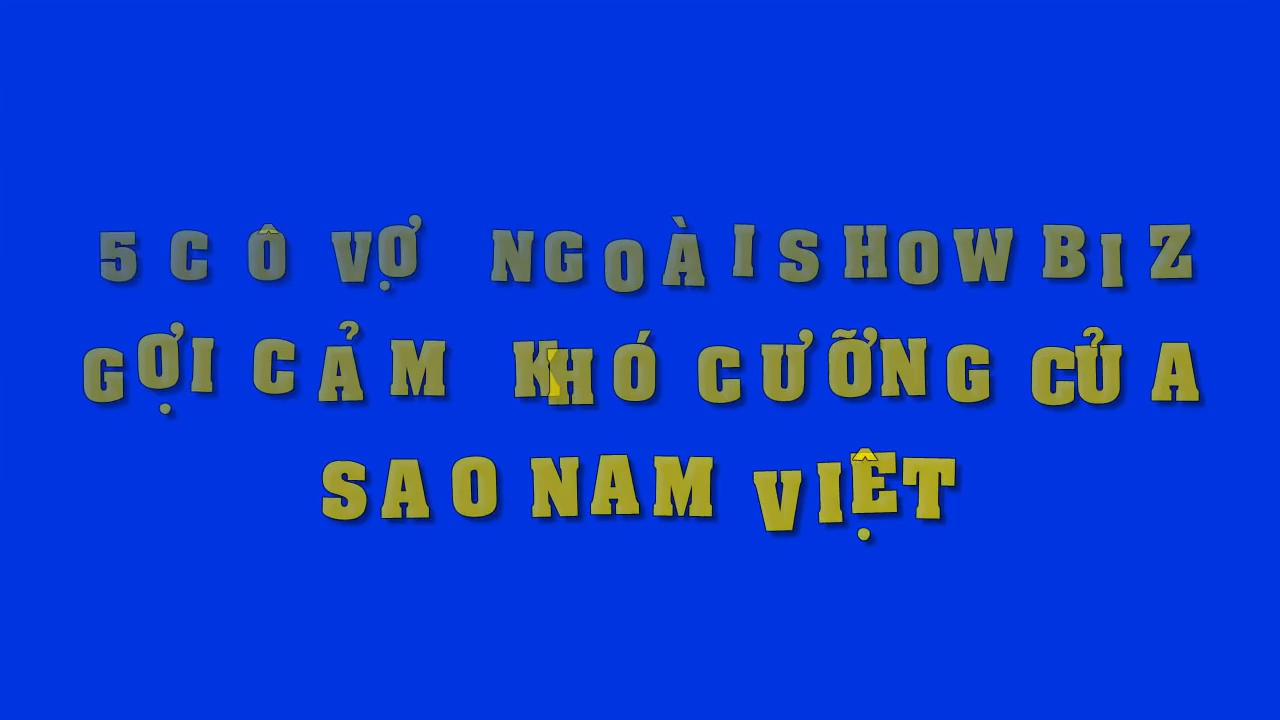 5 CÔ VỢ NGOÀI SHOWBIZ
GỢI CẢM KHÓ CƯỠNG CỦA
SAO NAM VIỆT